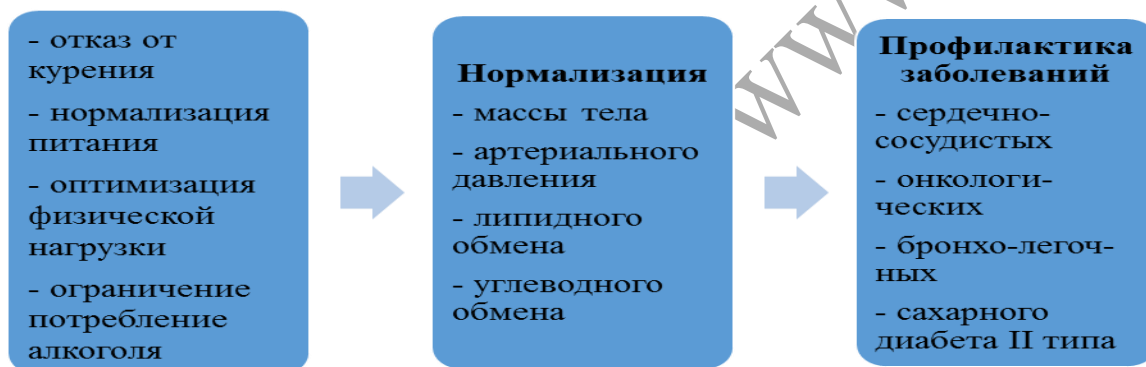 - отказ от
курения
- нормализация
питания
- оптимизация
физической
нагрузки
- ограничение
потребление
алкоголя
Нормализация
- массы тела
- артериального
давления
- липидного
обмена
- углеводного
обмена
www
Профилактика
заболеваний
- сердечно-
сосудистых
- онкологи-
ческих
- бронхо-легоч-
ных
- сахарного
диабета II типа